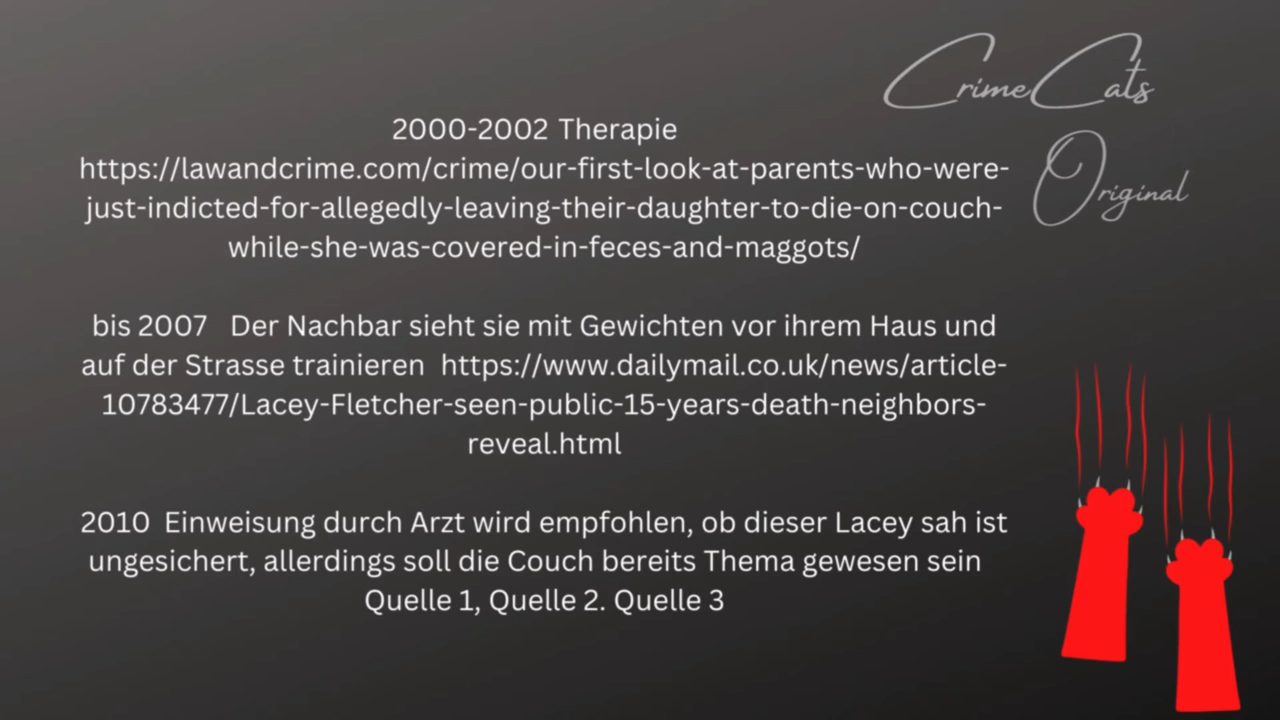 CrimeCats
Original
2000-2002 Therapie
https://lawandcrime.com/crime/our-first-look-at-parents-who-were-
just-indicted-for-allegedly-leaving-their-daughter-to-die-on-couch-
while-she-was-covered-in-feces-and-maggots/
bis 2007 Der Nachbar sieht sie mit Gewichten vor ihrem Haus und
auf der Strasse trainieren https://www.dailymail.co.uk/news/article-
10783477/Lacey-Fletcher-seen-public-15-years-death-neighbors-
reveal.html
2010 Einweisung durch Arzt wird empfohlen, ob dieser Lacey sah ist
ungesichert, allerdings soll die Couch bereits Thema gewesen sein
Quelle 1, Quelle 2. Quelle 3